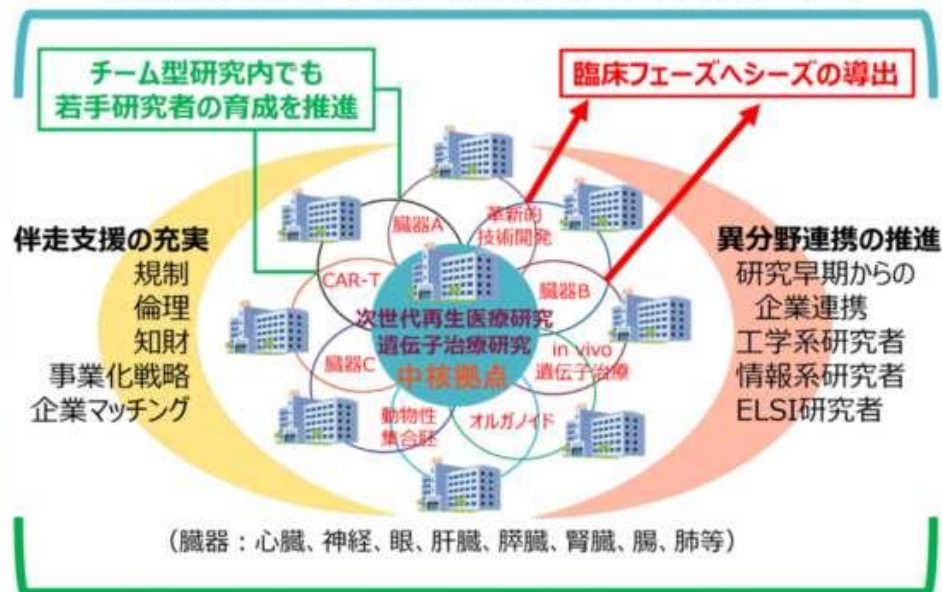 チーム型研究内でも
若手研究者の育成を推進
臨床フェーズへシーズの導出
伴走支援の充実
規制
倫理
知財
事業化戦略
企業マッチング
臓器A
革新的
技術開発
CAR-T
臓器B
次世代再生医療研究
遺伝子治療研究
中核拠点
臓器C
in vivo
遺伝子治療
動物性
集合胚
オルガノイド
異分野連携の推進
研究早期からの
企業連携
工学系研究者
情報系研究者
ELSI研究者
(臓器:心臓、神経、眼、肝臓、膵臓、腎臓、腸、肺等)